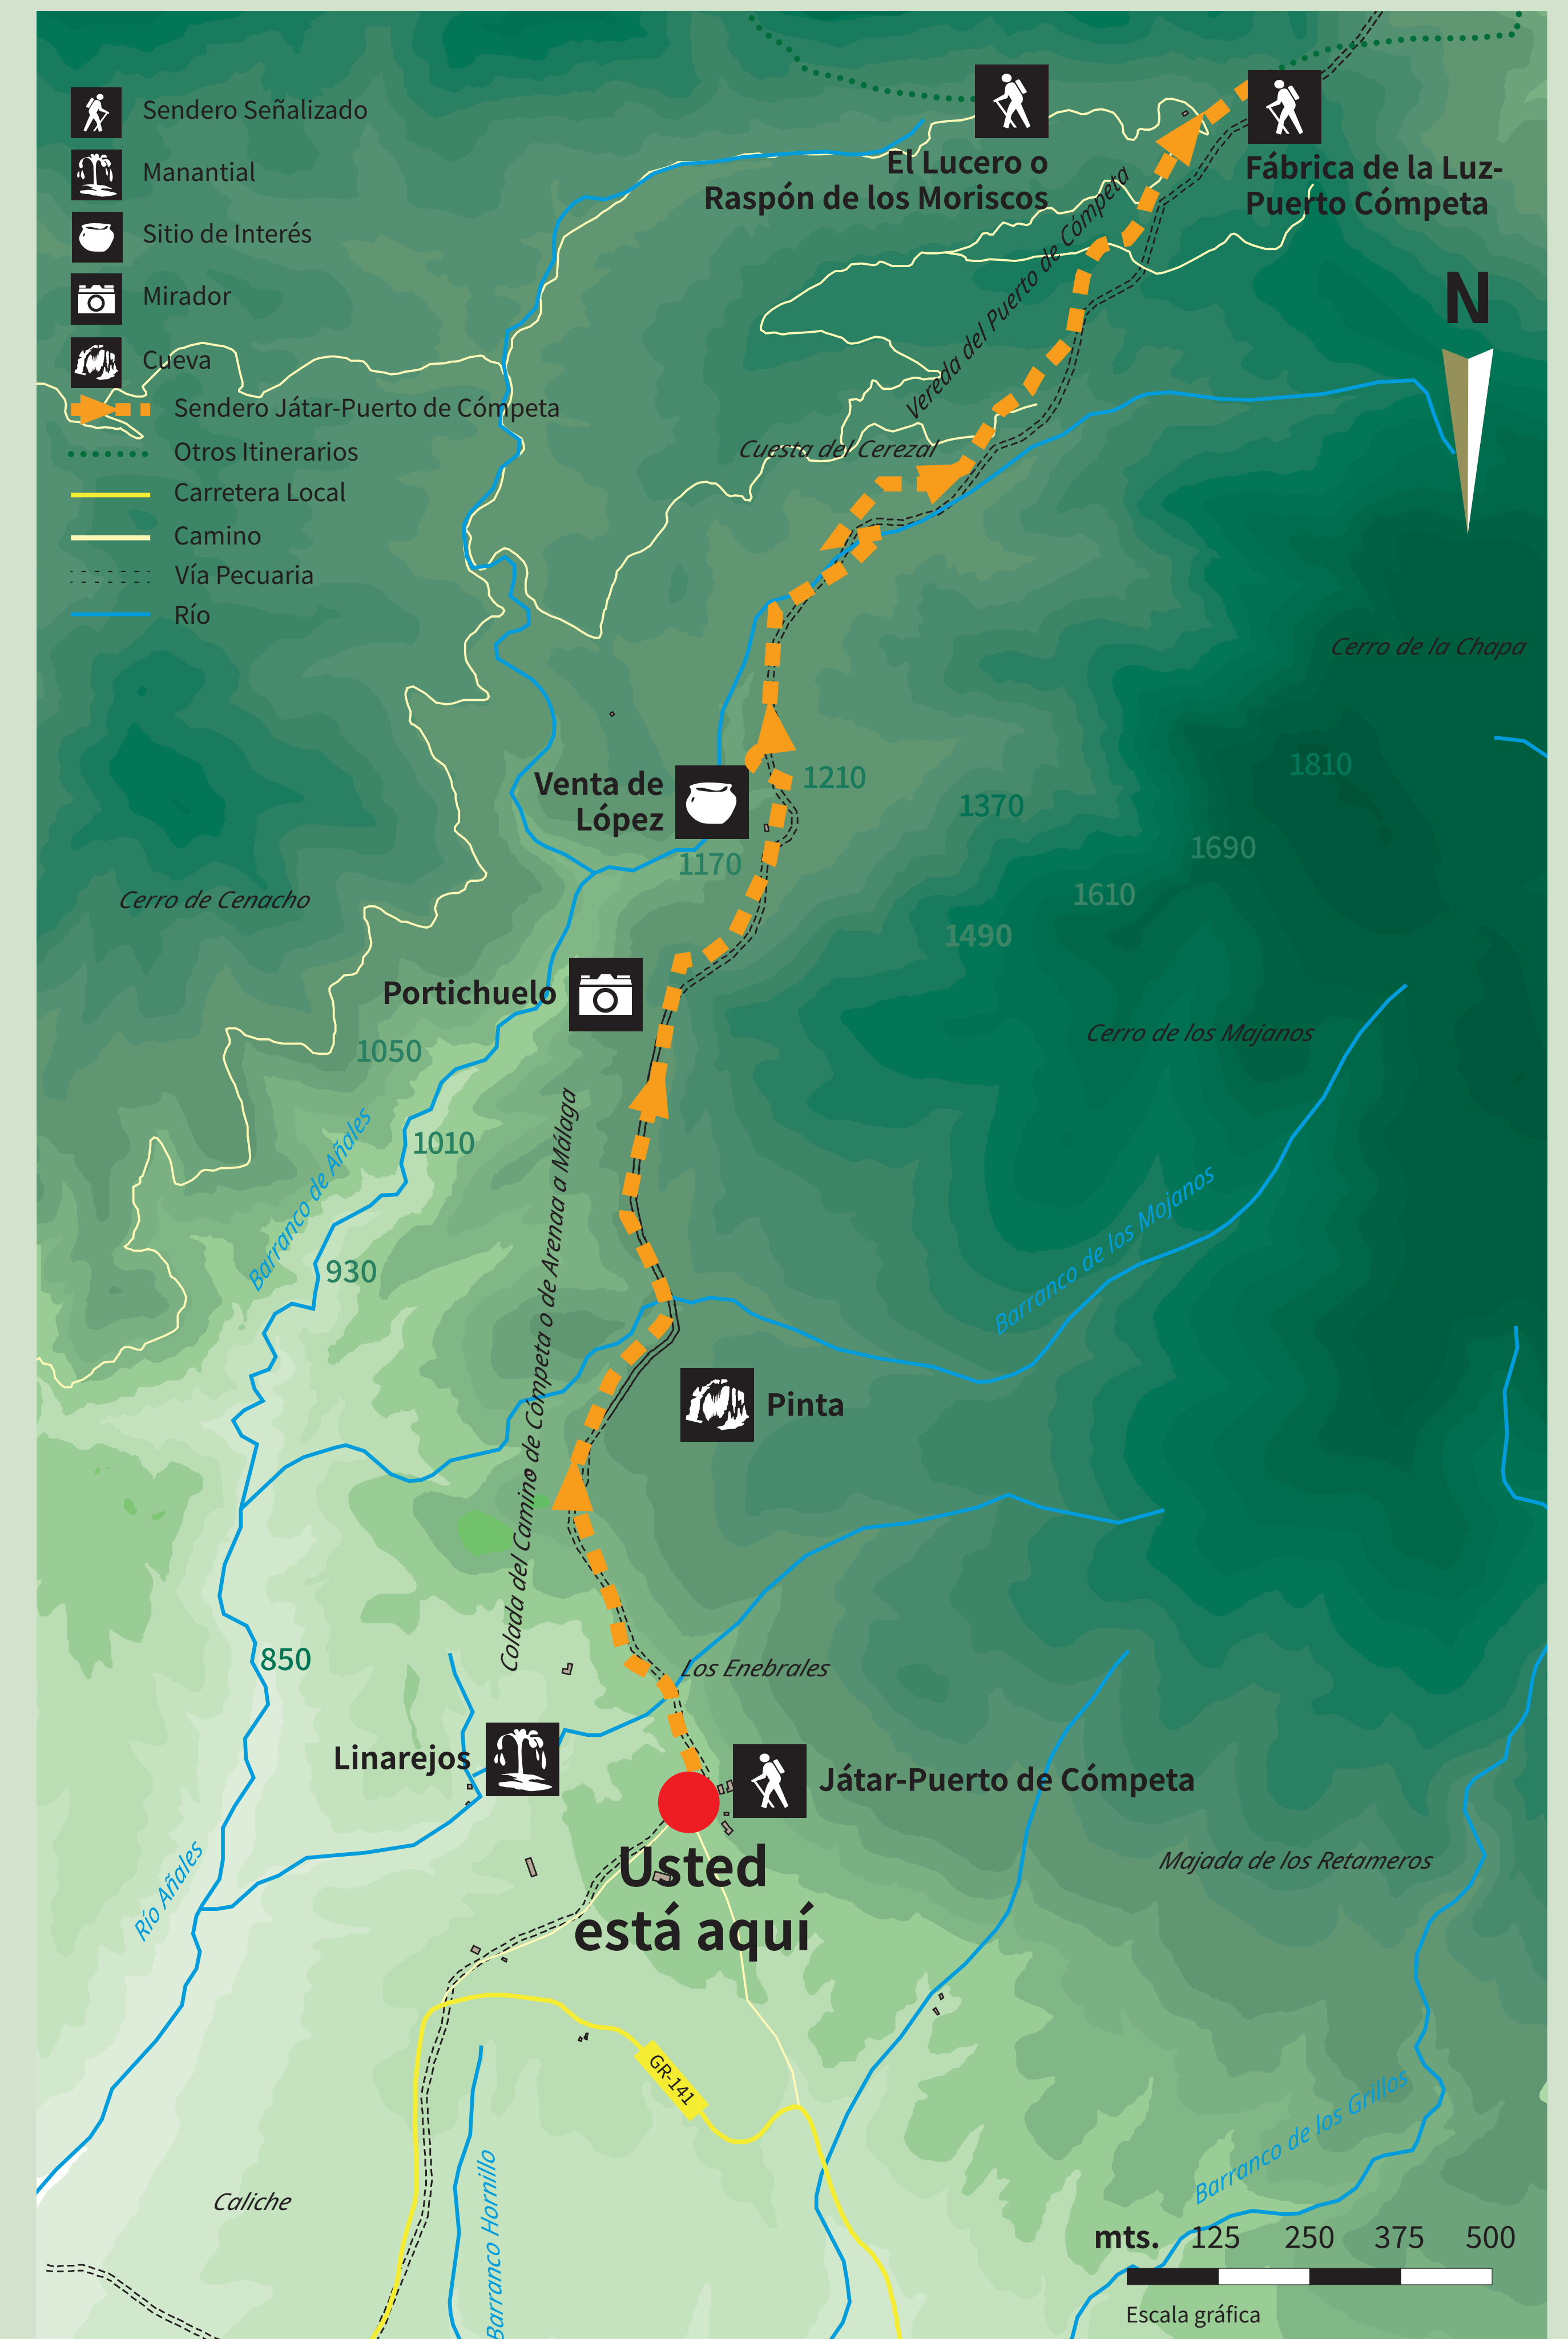 Sendero Señalizado
Manantial
Sitio de Interés
Mirador
Cueva
Sendero Játar-Puerto de Cómpeta
Otros Itinerarios
Carretera Local
Camino
Vía Pecuaria
Río
El Lucero o
Raspón de los Moriscos
Fábrica de la Luz-
Puerto Cómpeta
N
Vereda del Puerto de Cómpeta
Cuesta del Cerezal
Cerro de la Chapa
Venta de
López
1210
1810
1370
1690
1170
1610
Cerro de Cenacho
1490
Portichuelo
Cerro de los Majanos
1050
1010
Barranco de Añales
Colada del Camino de Cómpeta o de Arenaa a Málaga
Barranco de los Mojanos
930
Pinta
850
Los Enebrales
Linarejos
Játar-Puerto de Cómpeta
Usted
está aquí
Río Añales
Majada de los Retameros
GR-141
Barranco de los Grillos
Caliche
Barranco Hornillo
mts. 125 250 375 500
Escala gráfica